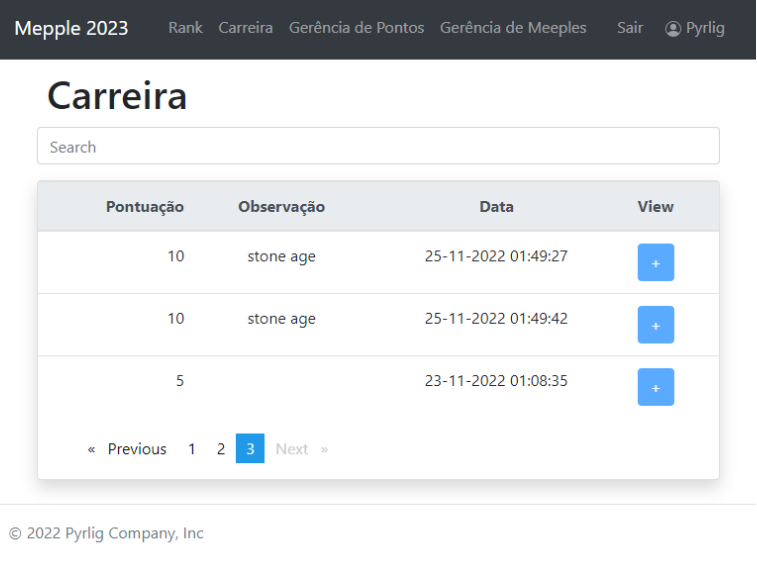 Mepple 2023 Rank Carreira Gerência de Pontos Gerência de Meeples Sair Pyrlig
Carreira
Search
Pontuação Observação Data View
10 stone age 25-11-2022 01:49:27 +
10 stone age 25-11-2022 01:49:42 +
5 23-11-2022 01:08:35 +
« Previous 1 2 3 Next »
© 2022 Pyrlig Company, Inc